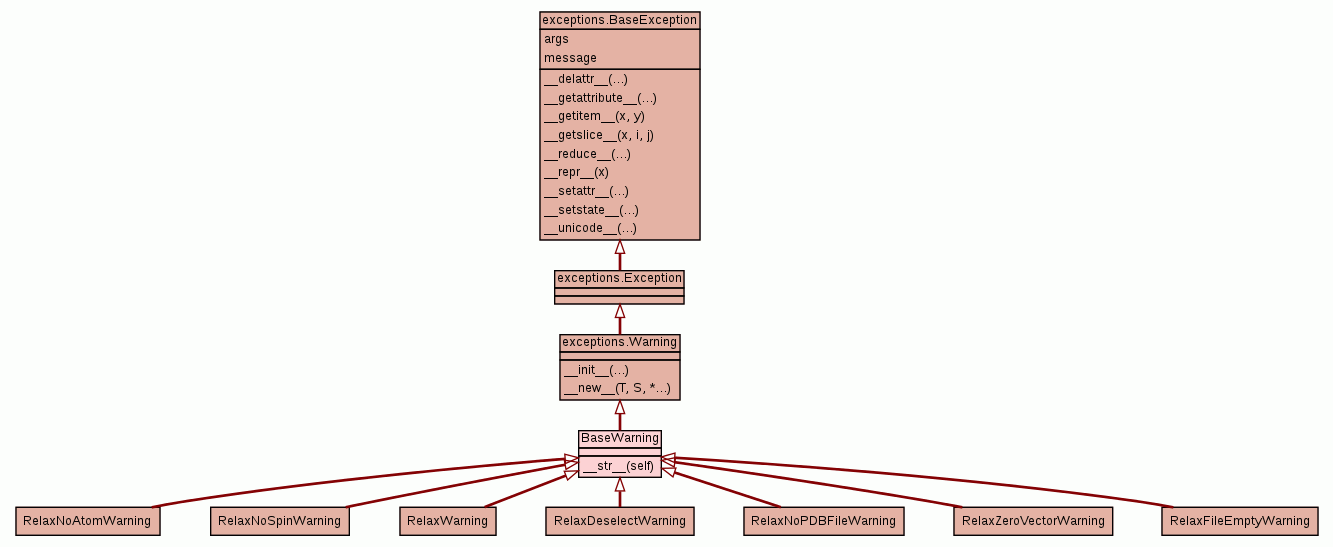 exceptions.BaseException
args
message
__delattr__(...)
__getattribute__(...)
__getitem__(x, y)
__getslice__(x, i, j)
__reduce__(...)
__repr__(x)
__setattr__(...)
__setstate__(...)
__unicode__(...)
exceptions.Exception
exceptions.Warning
__init__(...)
__new__(T, S, *...)
BaseWarning
__str__(self)
RelaxNoAtomWarning
RelaxNoSpinWarning
RelaxWarning
RelaxDeselectWarning
RelaxNoPDBFileWarning
RelaxZeroVectorWarning
RelaxFileEmptyWarning